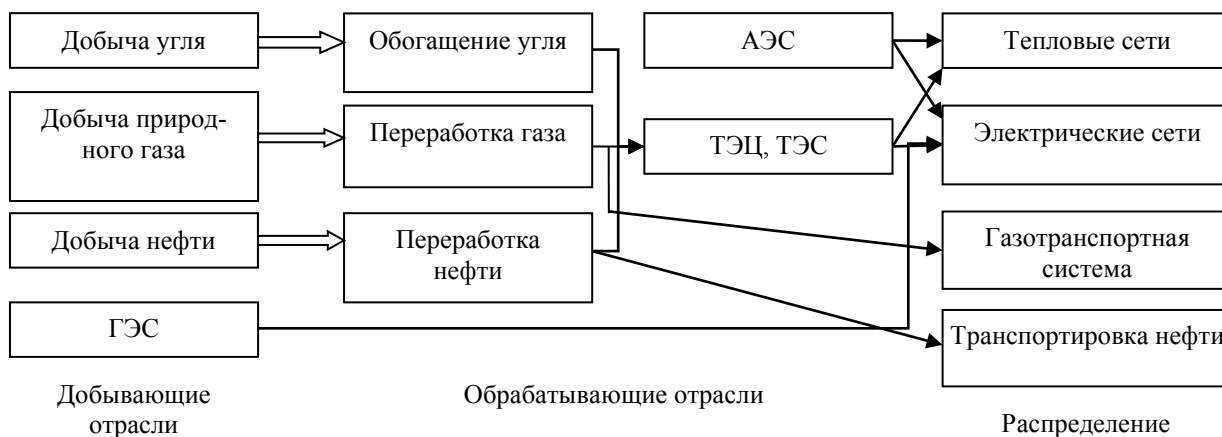 Добыча угля
Обогащение угля
АЭС
Тепловые сети
Добыча природ-
ного газа
Переработка газа
ТЭЦ, ТЭС
Электрические сети
Добыча нефти
Переработка
нефти
Газотранспортная
система
ГЭС
Транспортировка нефти
Добывающие
отрасли
Обрабатывающие отрасли
Распределение